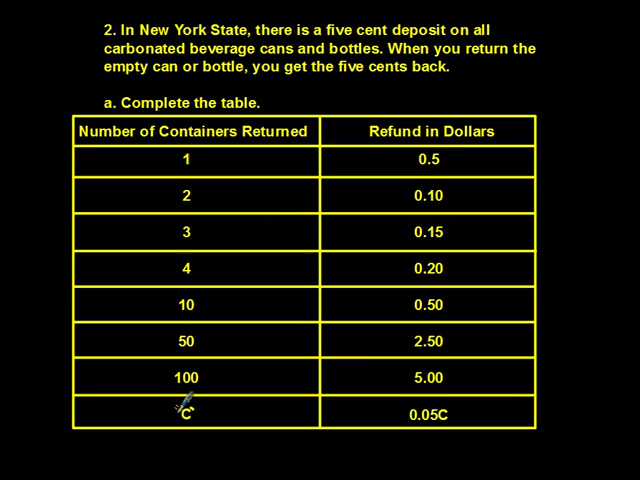 2. In New York State, there is a five cent deposit on all
carbonated beverage cans and bottles. When you return the
empty can or bottle, you get the five cents back.
a. Complete the table.
Number of Containers Returned Refund in Dollars
1 0.5
2 0.10
3 0.15
4 0.20
10 0.50
50 2.50
100 5.00
"C" 0.05C